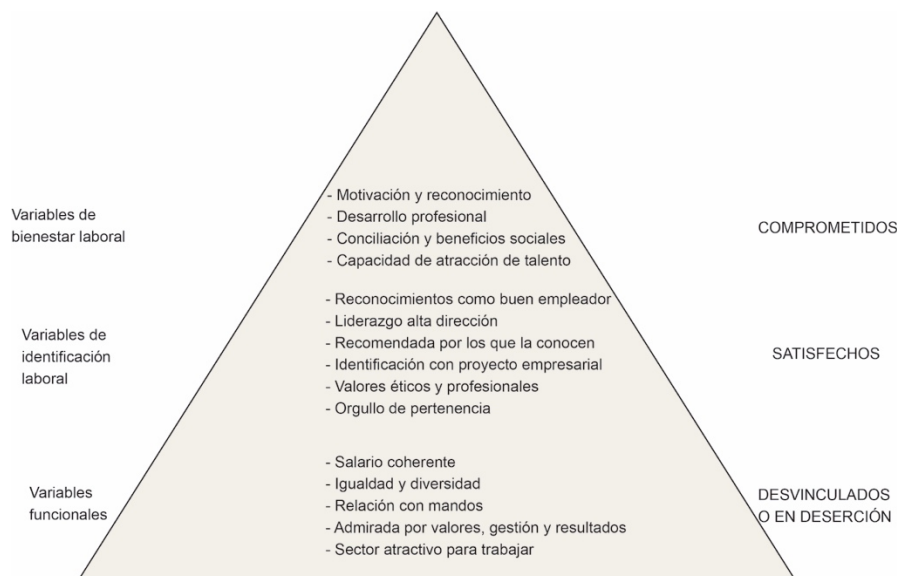 Variables de
bienestar laboral
- Motivación y reconocimiento
- Desarrollo profesional
- Conciliación y beneficios sociales
- Capacidad de atracción de talento
COMPROMETIDOS
Variables de
identificación
laboral
- Reconocimientos como buen empleador
- Liderazgo alta dirección
- Recomendada por los que la conocen
- Identificación con proyecto empresarial
- Valores éticos y profesionales
- Orgullo de pertenencia
SATISFECHOS
Variables
funcionales
- Salario coherente
- Igualdad y diversidad
- Relación con mandos
- Admirada por valores, gestión y resultados
- Sector atractivo para trabajar
DESVINCULADOS
O EN DESERCIÓN